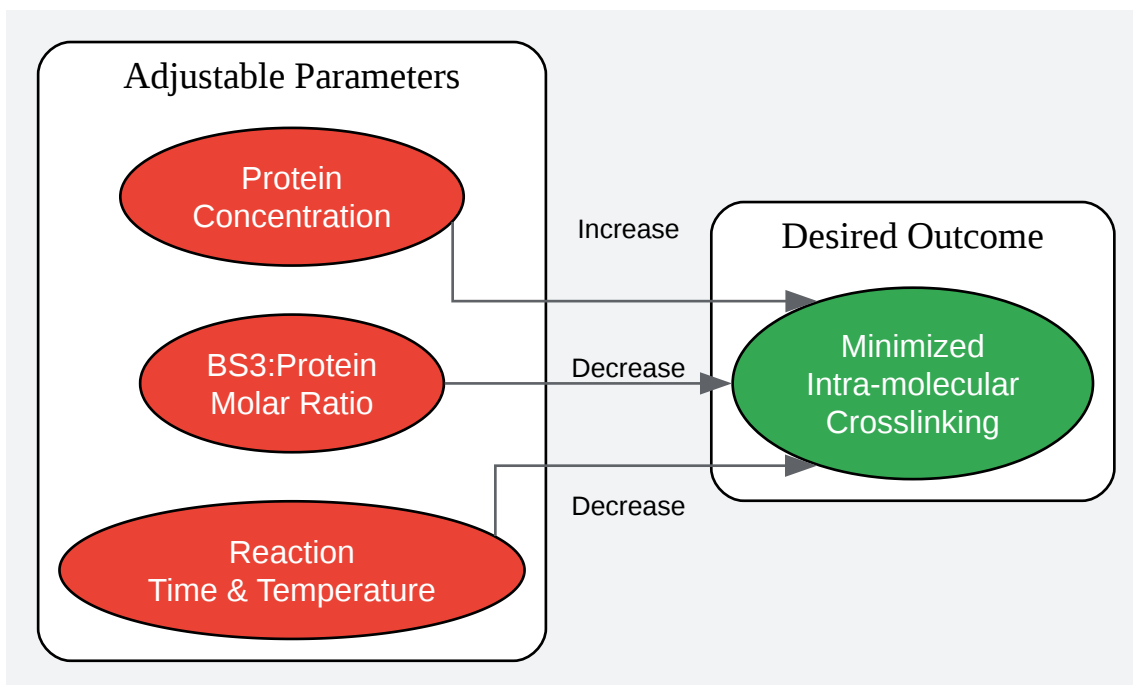 Adjustable Parameters
Protein
Concentration
BS3:Protein
Molar Ratio
Reaction
Time & Temperature
Increase
Decrease
Decrease
Desired Outcome
Minimized
Intra-molecular
Crosslinking